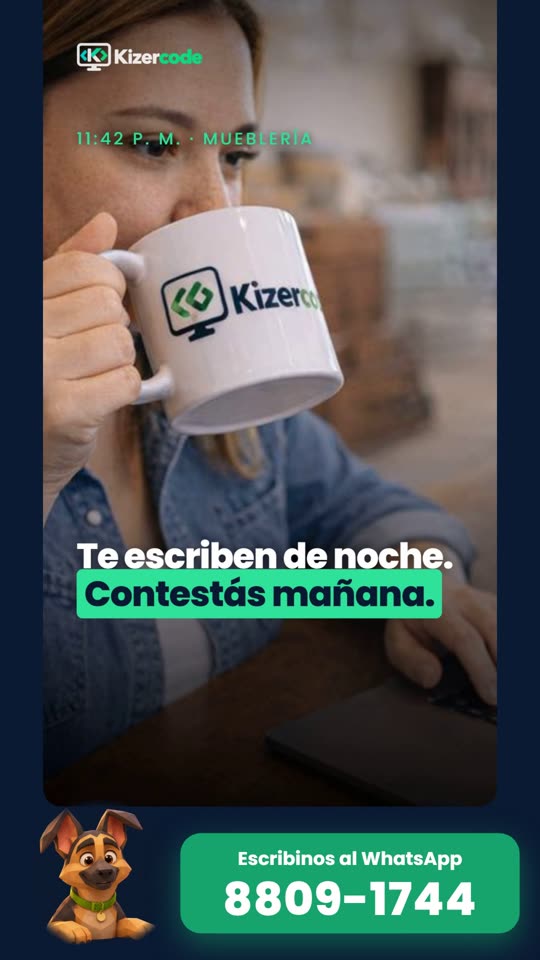 Kizercode
11:42 P. M. · MUEBLERÍA
Kizerco
Te escriben de noche.
Contestás mañana.
Escribinos al WhatsApp
8809-1744